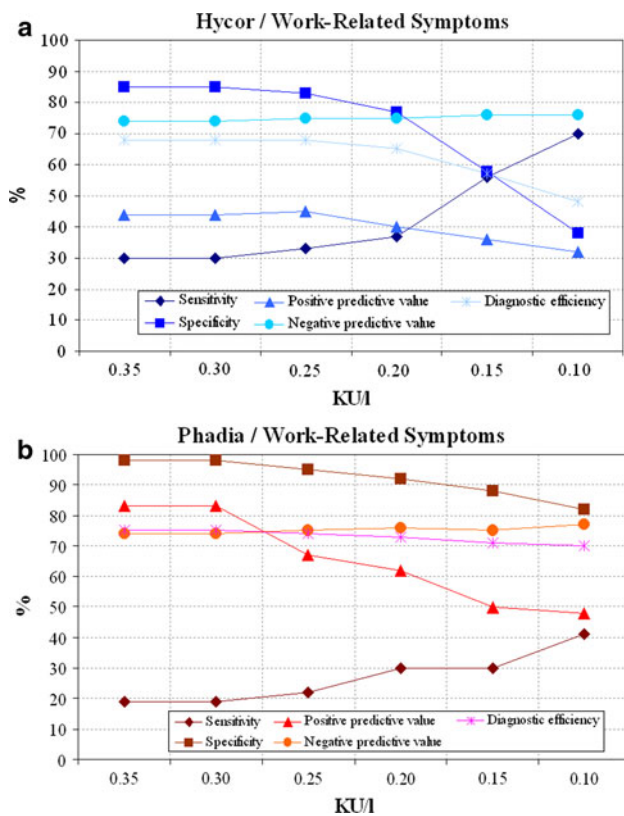 a
Hycor / Work-Related Symptoms
100
90
80
70
60
50
40
30
20
10
0
%
Sensitivity Positive predictive value Diagnostic efficiency
Specificity Negative predictive value
0.35 0.30 0.25 0.20 0.15 0.10
KU/l
b
Phadia / Work-Related Symptoms
100
90
80
70
60
50
40
30
20
10
0
%
Sensitivity Positive predictive value Diagnostic efficiency
Specificity Negative predictive value
0.35 0.30 0.25 0.20 0.15 0.10
KU/l